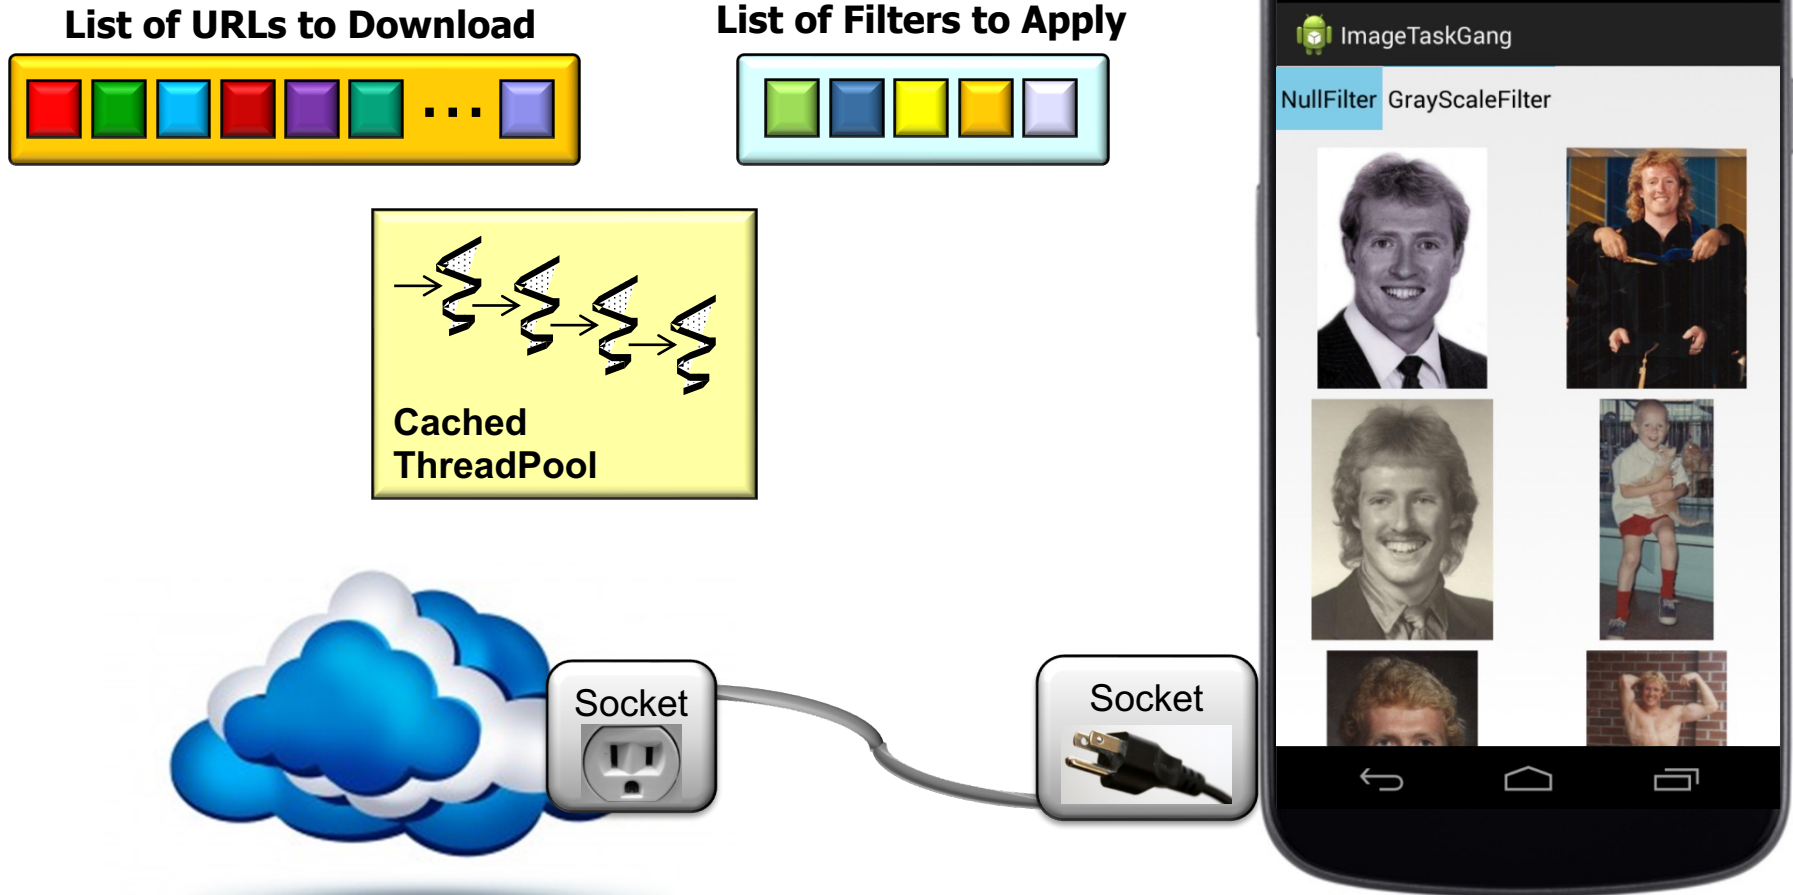 List of URLs to Download
List of Filters to Apply
...
Cached
ThreadPool
Socket
Socket
ImageTaskGang
NullFilter GrayScaleFilter